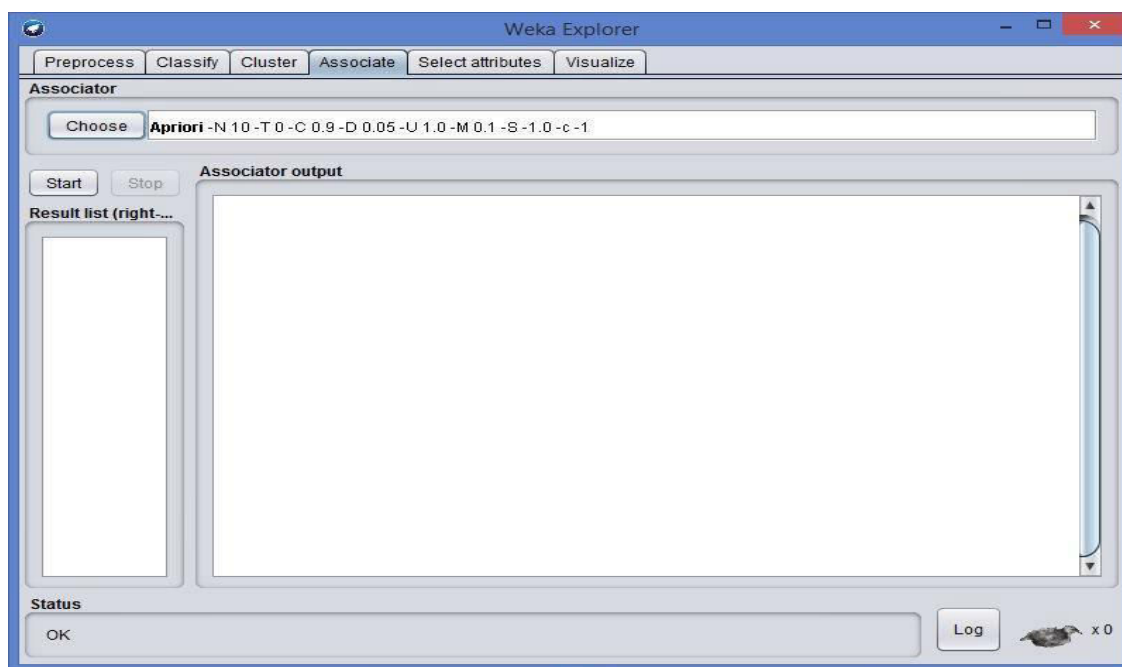 Weka Explorer
Preprocess Classify Cluster Associate Select attributes Visualize
Associator
Choose Apriori -N 10 -T 0 -C 0.9 -D 0.05 -U 1.0 -M 0.1 -S -1.0 -c -1
Start Stop
Associator output
Result list (right-...
Status
OK
Log
x 0